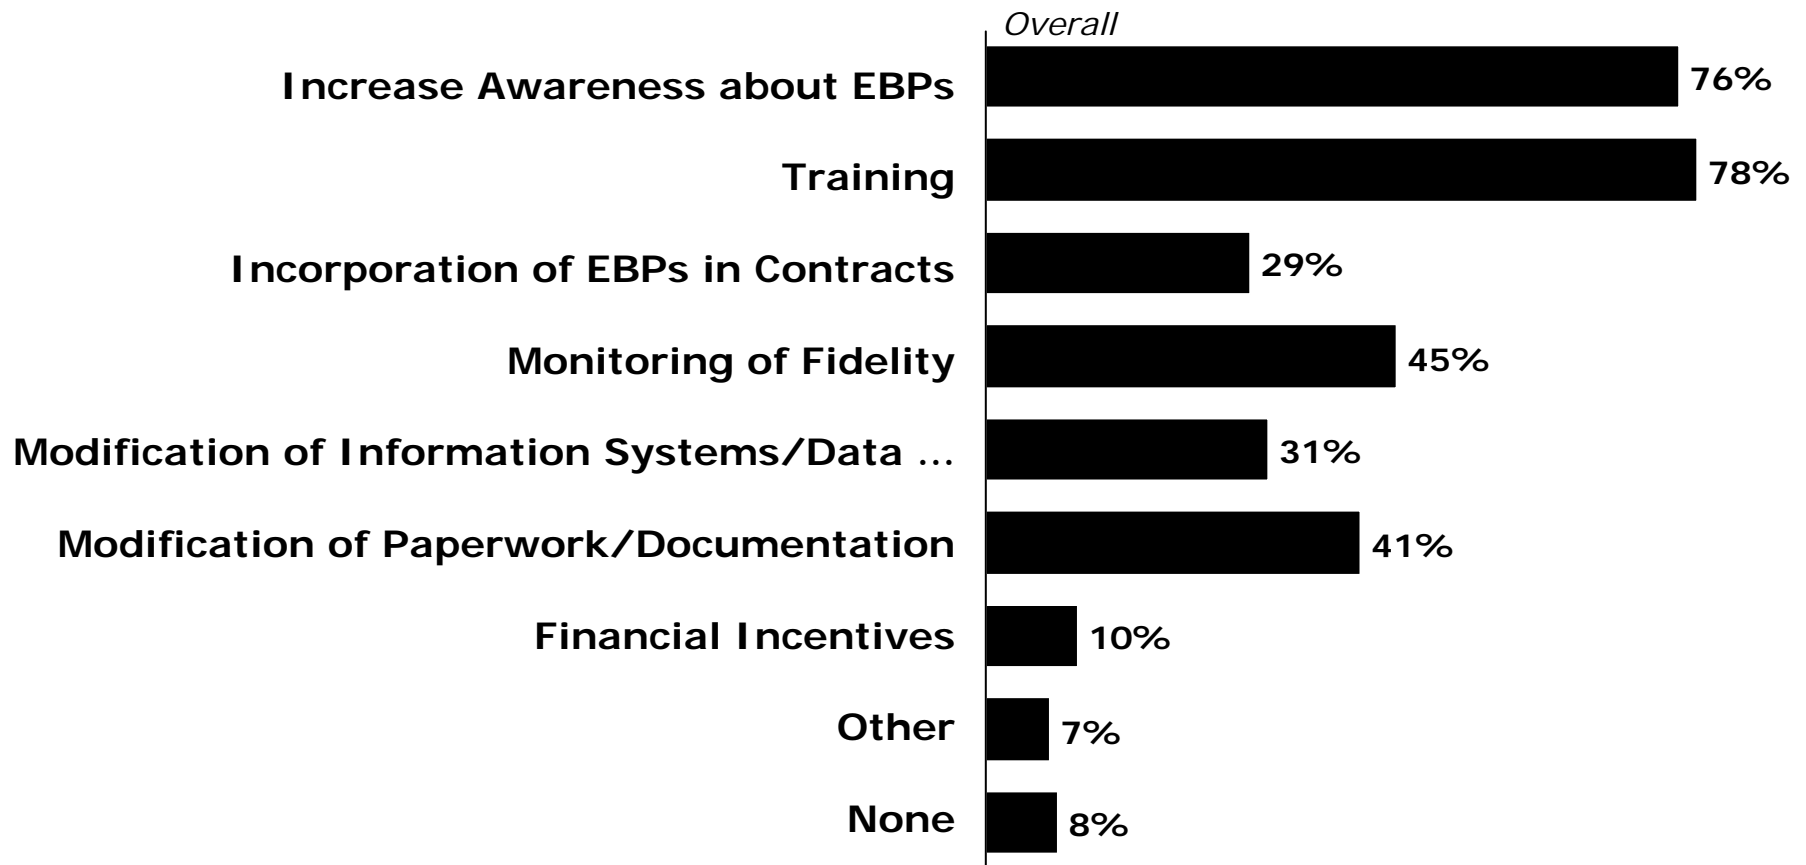 Overall
Increase Awareness about EBPs 76%
Training 78%
Incorporation of EBPs in Contracts 29%
Monitoring of Fidelity 45%
Modification of Information Systems/Data ... 31%
Modification of Paperwork/Documentation 41%
Financial Incentives 10%
Other 7%
None 8%